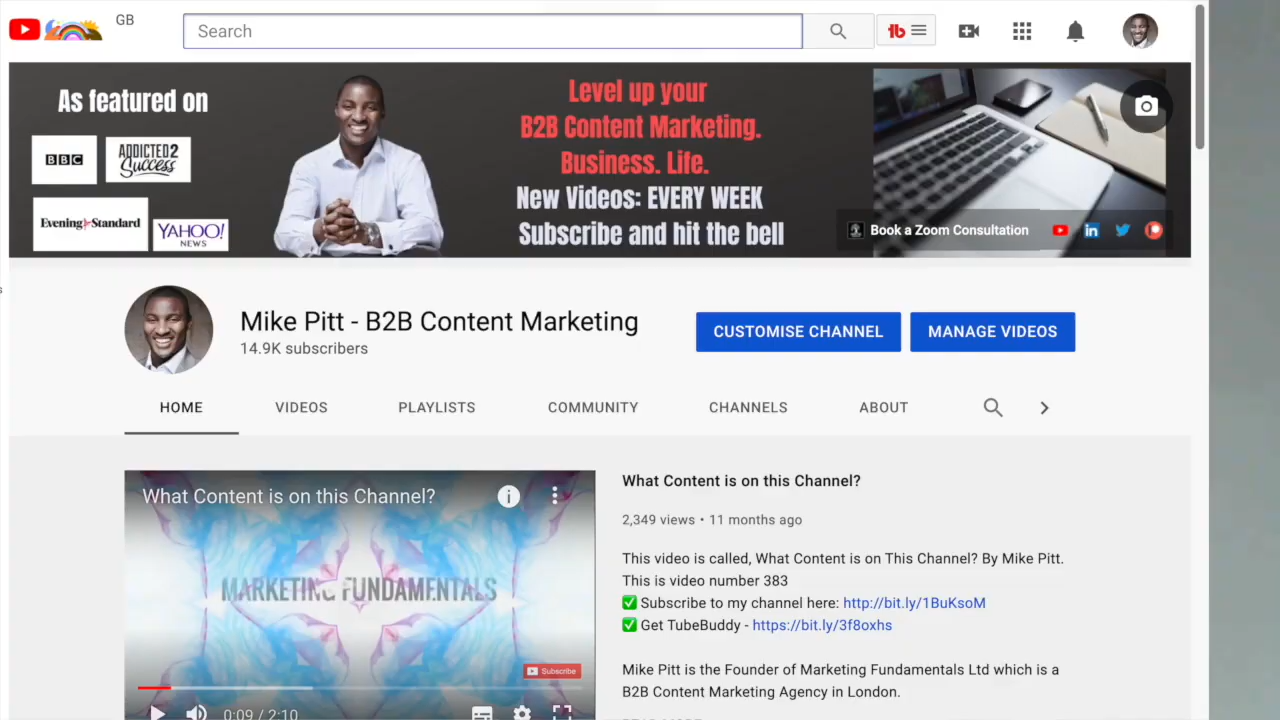 GB
Search
As featured on
BBC
ADDICTED2
Success
Evening Standard
YAHOO!
NEWS
Level up your
B2B Content Marketing.
Business. Life.
New Videos: EVERY WEEK
Subscribe and hit the bell
Book a Zoom Consultation
Mike Pitt - B2B Content Marketing
14.9K subscribers
CUSTOMISE CHANNEL
MANAGE VIDEOS
HOME
VIDEOS
PLAYLISTS
COMMUNITY
CHANNELS
ABOUT
What Content is on this Channel?
MARKETING FUNDAMENTALS
Subscribe
0:09 / 2:10
What Content is on this Channel?
2,349 views • 11 months ago
This video is called, What Content is on This Channel? By Mike Pitt.
This is video number 383
✅ Subscribe to my channel here: http://bit.ly/1BuKsoM
✅ Get TubeBuddy - https://bit.ly/3f8oxhs
Mike Pitt is the Founder of Marketing Fundamentals Ltd which is a
B2B Content Marketing Agency in London.